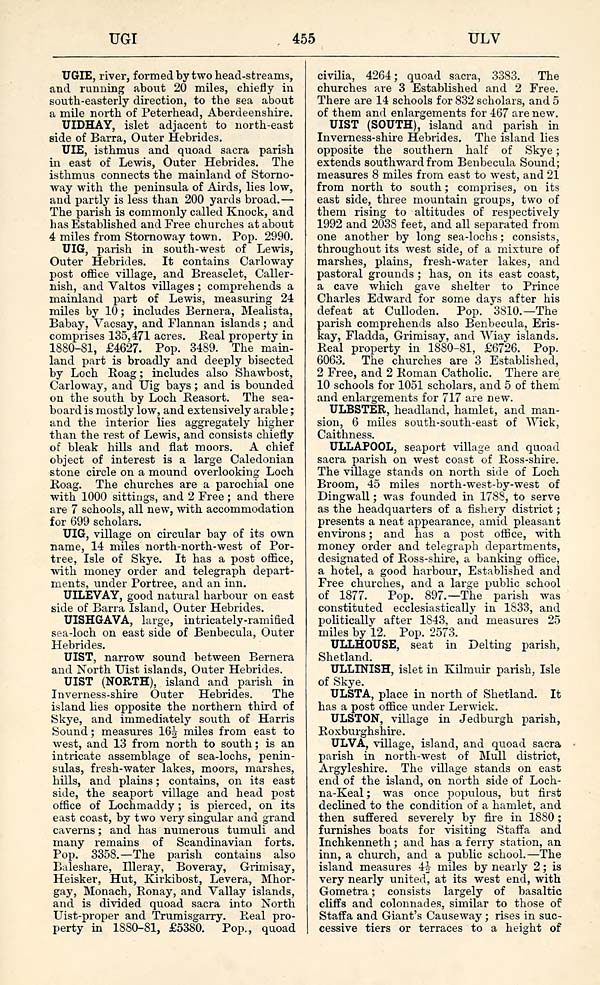 UGI 455 ULV
UGIE, river, formed by two head-streams,
and running about 20 miles, chiefly in
south-easterly direction, to the sea about
a mile north of Peterhead, Aberdeenshire.
UIDHAY, islet adjacent to north-east
side of Barra, Outer Hebrides.
UIE, isthmus and quoad sacra parish
in east of Lewis, Outer Hebrides. The
isthmus connects the mainland of Storno-
way with the peninsula of Airds, lies low,
and partly is less than 200 yards broad.—
The parish is commonly called Knock, and
has Established and Free churches at about
4 miles from Stornoway town. Pop. 2990.
UIG, parish in south-west of Lewis,
Outer Hebrides. It contains Carloway
post office village, and Breasclet, Caller-
nish, and Valtos villages; comprehends a
mainland part of Lewis, measuring 24
miles by 10; includes Bernera, Mealista,
Babay, Vacsay, and Flannan islands; and
comprises 135,471 acres. Real property in
1880-81, £4627. Pop. 3489. The main-
land part is broadly and deeply bisected
by Loch Roag; includes also Shawbost,
Carloway, and Uig bays; and is bounded
on the south by Loch Reasort. The sea-
board is mostly low, and extensively arable;
and the interior lies aggregately higher
than the rest of Lewis, and consists chiefly
of bleak hills and flat moors. A chief
object of interest is a large Caledonian
stone circle on a mound overlooking Loch
Roag. The churches are a parochial one
with 1000 sittings, and 2 Free; and there
are 7 schools, all new, with accommodation
for 699 scholars.
UIG, village on circular bay of its own
name, 14 miles north-north-west of Por-
tree, Isle of Skye. It has a post office,
with money order and telegraph depart-
ments, under Portree, and an inn.
UILEVAY, good natural harbour on east
side of Barra Island, Outer Hebrides.
UISHGAVA, large, intricately-ramified
sea-loch on east side of Benbecula, Outer
Hebrides.
UIST, narrow sound between Bernera
and North Uist islands, Outer Hebrides.
UIST (NORTH), island and parish in
Inverness-shire Outer Hebrides. The
island lies opposite the northern third of
Skye, and immediately south of Harris
Sound; measures 16½ miles from east to
west, and 13 from north to south; is an
intricate assemblage of sea-lochs, penin-
sulas, fresh-water lakes, moors, marshes,
hills, and plains; contains, on its east
side, the seaport village and head post
office of Lochmaddy; is pierced, on its
east coast, by two very singular and grand
caverns; and has numerous tumuli and
many remains of Scandinavian forts.
Pop. 3358.—The parish contains also
Baleshare, Illeray, Boveray, Grimisay,
Heisker, Hut, Kirkibost, Levera, Mhor-
gay, Monach, Ronay, and Vallay islands,
and is divided quoad sacra into North
Uist-proper and Trumisgarry. Real pro-
perty in 1880-81, £5380. Pop., quoad
civilia, 4264; quoad sacra, 3383. The
churches are 3 Established and 2 Free.
There are 14 schools for 832 scholars, and 5
of them and enlargements for 467 are new.
UIST (SOUTH), island and parish in
Inverness-shire Hebrides. The island lies
opposite the southern half of Skye;
extends southward from Benbecula Sound;
measures 8 miles from east to west, and 21
from north to south; comprises, on its
east side, three mountain groups, two of
them rising to altitudes of respectively
1992 and 2038 feet, and all separated from
one another by long sea-lochs; consists,
throughout its west side, of a mixture of
marshes, plains, fresh-water lakes, and
pastoral grounds; has, on its east coast,
a cave which gave shelter to Prince
Charles Edward for some days after his
defeat at Culloden. Pop. 3810.—The
parish comprehends also Benbecula, Eris-
kay, Fladda, Grimisay, and Wiay islands.
Real property in 1880-81, £6726. Pop.
6063. The churches are 3 Established,
2 Free, and 2 Roman Catholic. There are
10 schools for 1051 scholars, and 5 of them
and enlargements for 717 are new.
ULBSTER, headland, hamlet, and man-
sion, 6 miles south-south-east of Wick,
Caithness.
ULLAPOOL, seaport village and quoad
sacra parish on west coast of Ross-shire.
The village stands on north side of Loch
Broom, 45 miles north-west-by-west of
Dingwall; was founded in 1788, to serve
as the headquarters of a fishery district;
presents a neat appearance, amid pleasant
environs; and has a post office, with
money order and telegraph departments,
designated of Ross-shire, a banking office,
a hotel, a good harbour, Established and
Free churches, and a large public school
of 1877. Pop. 897.—The parish was
constituted ecclesiastically in 1833, and
politically after 1843, and measures 25
miles by 12. Pop. 2573.
ULLHOUSE, seat in Delting parish,
Shetland.
ULLINISH, islet in Kilmuir parish, Isle
of Skye.
ULSTA, place in north of Shetland. It
has a post office under Lerwick.
ULSTON, village in Jedburgh parish,
Roxburghshire.
ULVA, village, island, and quoad sacra
parish in north-west of Mull district,
Argyleshire. The village stands on east
end of the island, on north side of Loch-
na-Keal; was once populous, but first
declined to the condition of a hamlet, and
then suffered severely by fire in 1880;
furnishes boats for visiting Staffa and
Inchkenneth; and has a ferry station, an
inn, a church, and a public school.—The
island measures 4½ miles by nearly 2; is
very nearly united, at its west end, with
Gometra; consists largely of basaltic
cliffs and colonnades, similar to those of
Staffa and Giant's Causeway; rises in suc-
cessive tiers or terraces to a height of